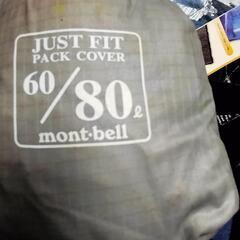 JUST FIT
PACK COVER
60/80ℓ
mont-bell